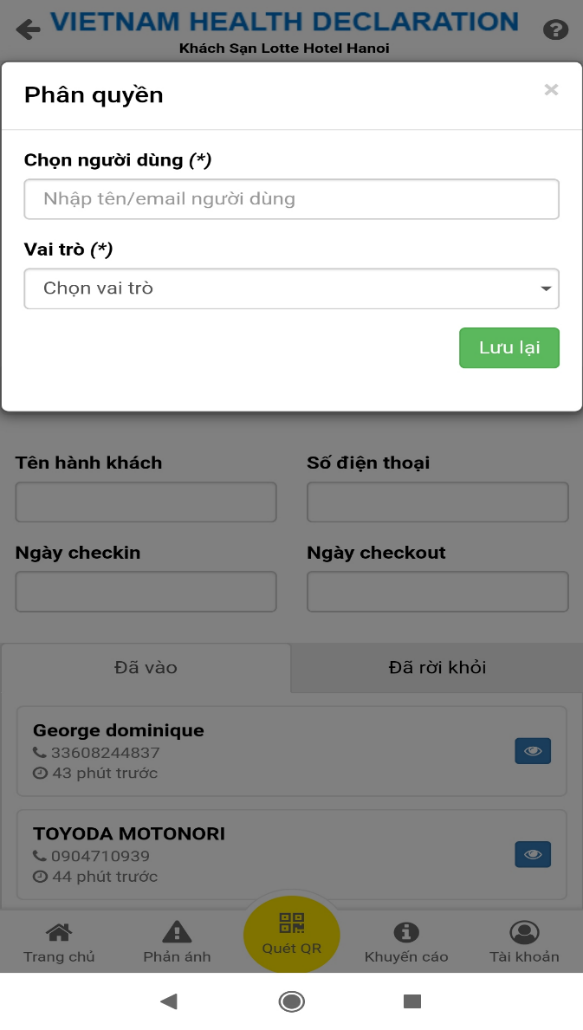 VIETNAM HEALTH DECLARATION
Khách Sạn Lotte Hotel Hanoi
Phân quyền
×
Chọn người dùng (*)
Nhập tên/email người dùng
Vai trò (*)
Chọn vai trò
Lưu lại
Tên hành khách Số điện thoại
Ngày checkin Ngày checkout
Đã vào Đã rời khỏi
George dominique
33608244837
43 phút trước
TOYODA MOTONORI
0904710939
44 phút trước
Trang chủ Phản ánh Quét QR Khuyến cáo Tài khoản